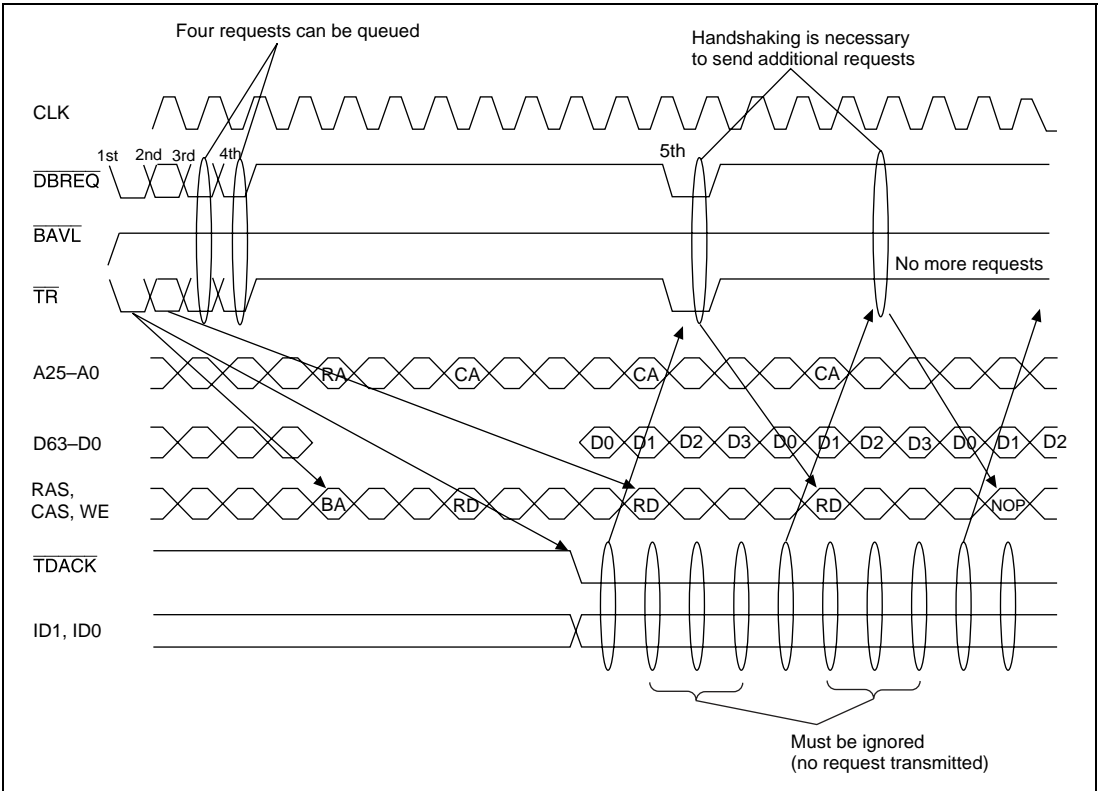 Four requests can be queued
Handshaking is necessary
to send additional requests
CLK
1st 2nd 3rd 4th 5th
DBREQ
BAVL
No more requests
TR
A25–A0 RA CA CA CA
D63–D0 D0 D1 D2 D3 D0 D1 D2 D3 D0 D1 D2
RAS,
CAS, WE BA RD RD RD NOP
TDACK
ID1, ID0
Must be ignored
(no request transmitted)